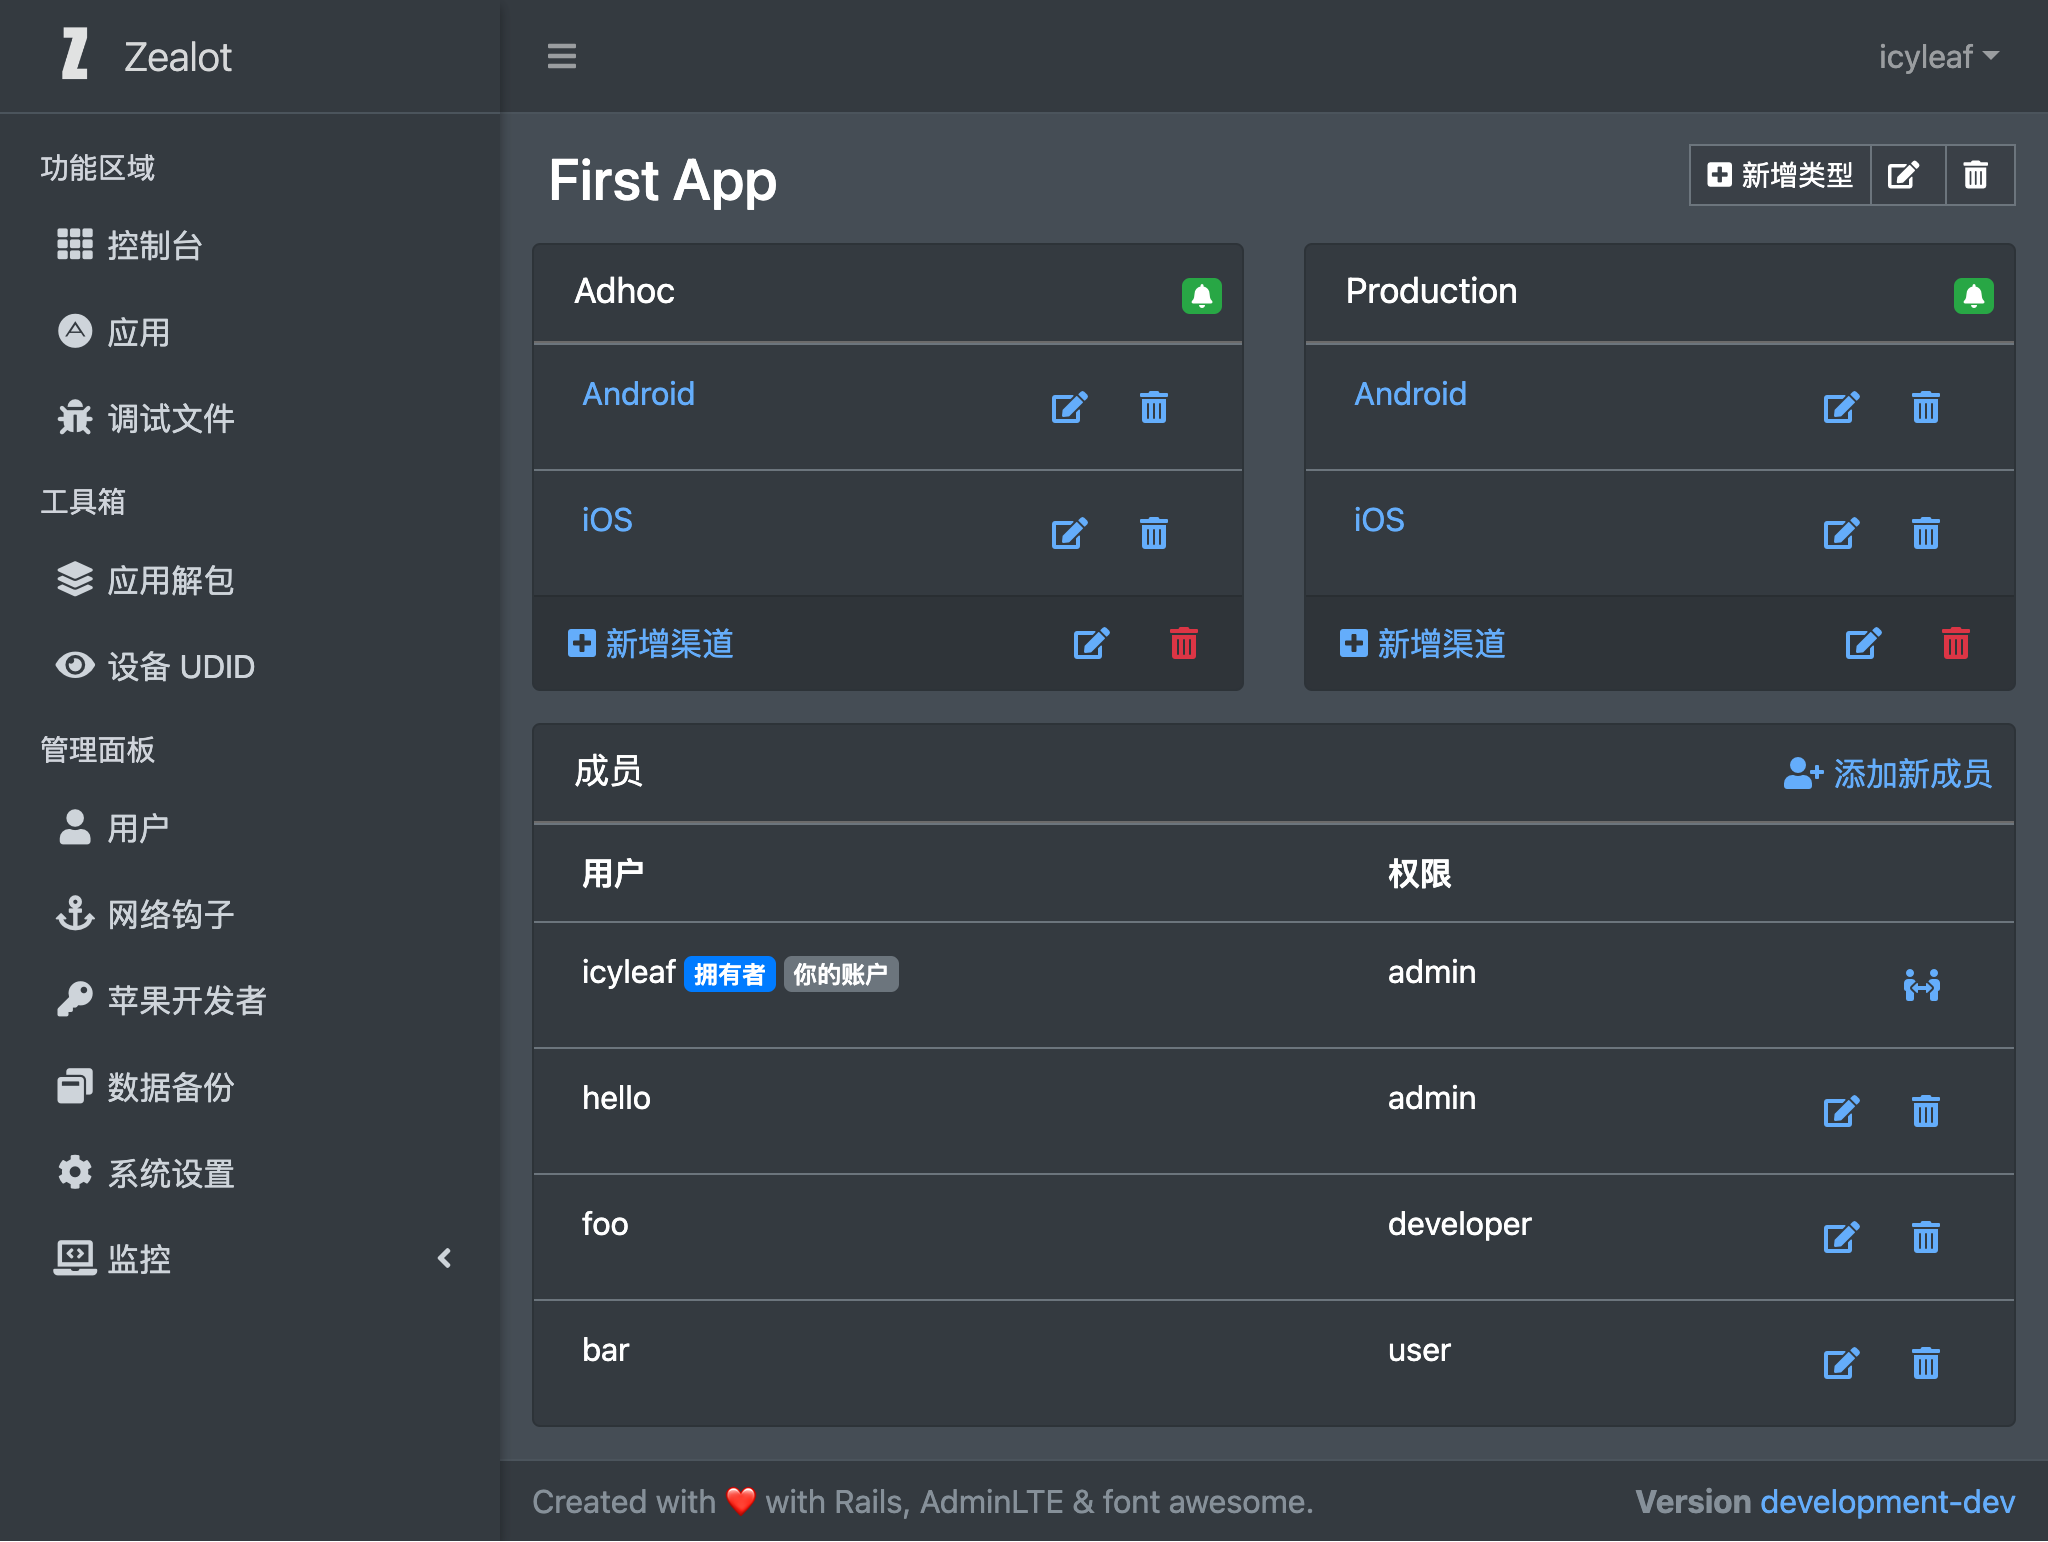 Zealot
icyleaf
功能区域
控制台
应用
调试文件
工具箱
应用解包
设备 UDID
管理面板
用户
网络钩子
苹果开发者
数据备份
系统设置
监控
First App
新增类型
Adhoc
Android
iOS
新增渠道
Production
Android
iOS
新增渠道
成员
添加新成员
用户 权限
icyleaf 拥有者 你的账户 admin
hello admin
foo developer
bar user
Created with ❤️ with Rails, AdminLTE & font awesome.
Version development-dev